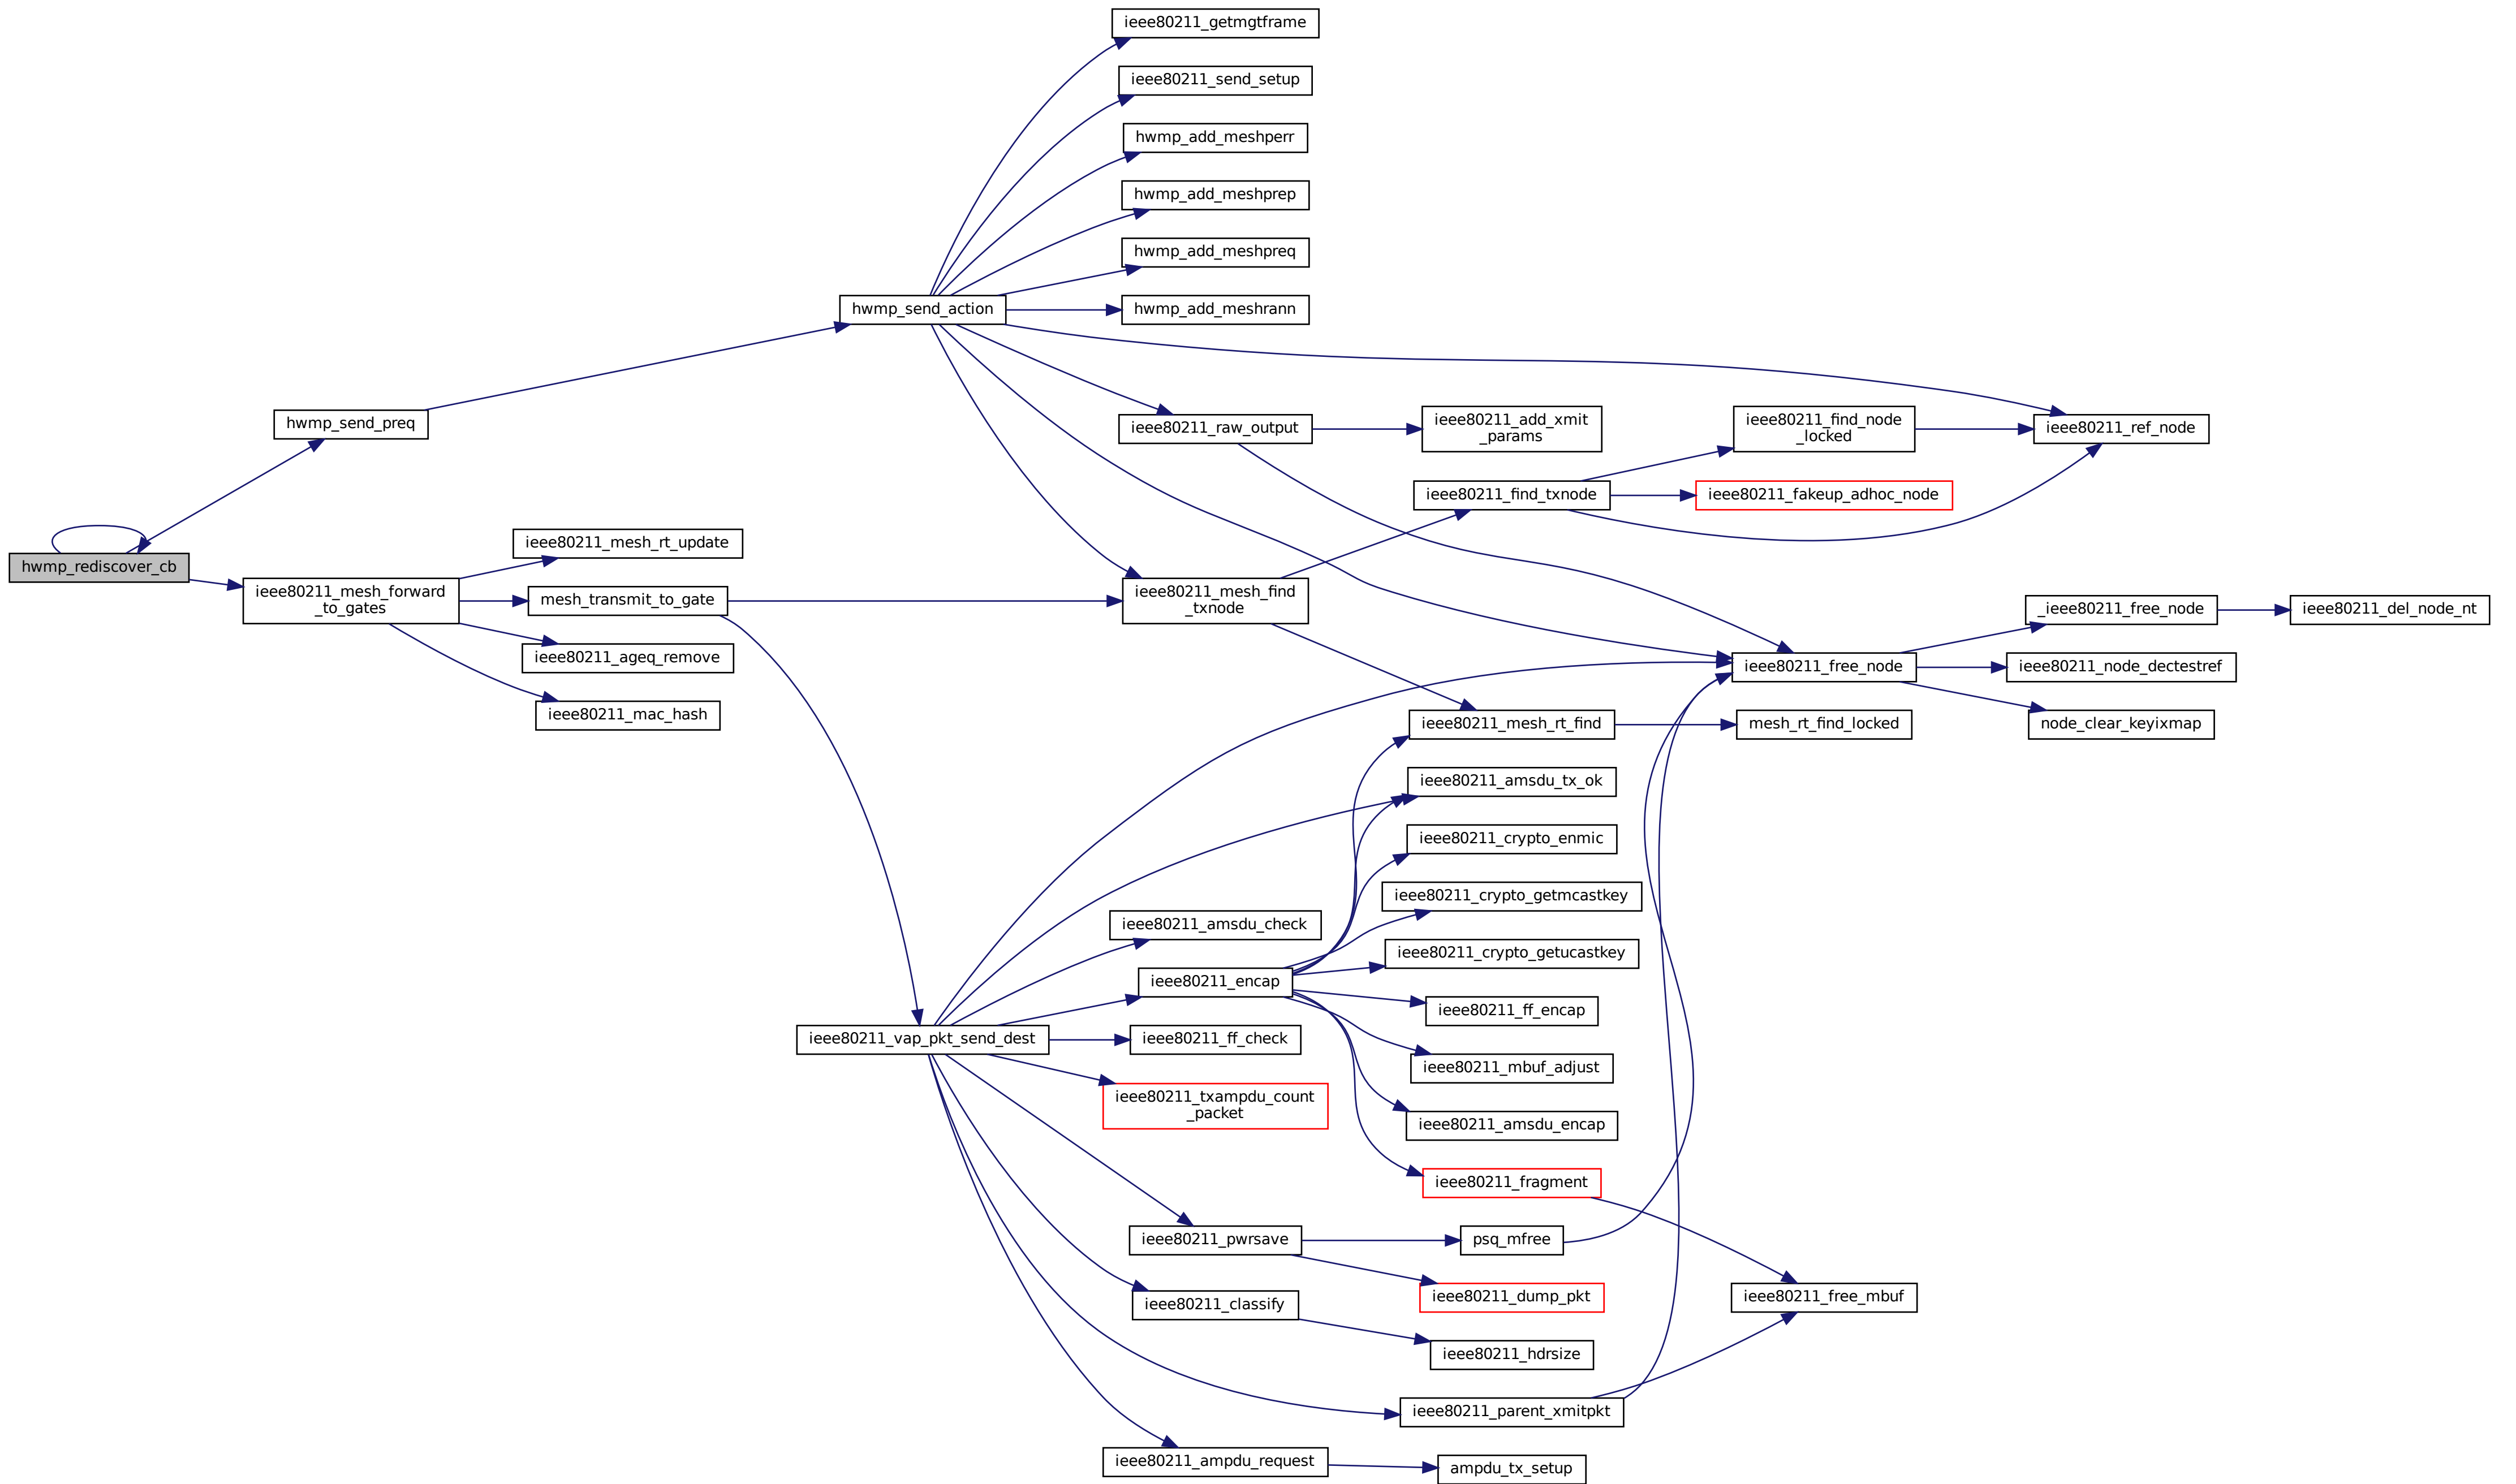 ieee80211_getmgtframe
ieee80211_send_setup
hwmp_add_meshperr
hwmp_add_meshprep
hwmp_add_meshpreq
hwmp_send_action
hwmp_add_meshrann
hwmp_send_preq
ieee80211_raw_output
ieee80211_add_xmit
_params
ieee80211_find_node
_locked
ieee80211_ref_node
ieee80211_find_txnode
ieee80211_fakeup_adhoc_node
hwmp_rediscover_cb
ieee80211_mesh_rt_update
ieee80211_mesh_forward
_to_gates
mesh_transmit_to_gate
ieee80211_mesh_find
_txnode
_ieee80211_free_node
ieee80211_del_node_nt
ieee80211_ageq_remove
ieee80211_free_node
ieee80211_node_dectestref
ieee80211_mac_hash
ieee80211_mesh_rt_find
mesh_rt_find_locked
node_clear_keyixmap
ieee80211_amsdu_tx_ok
ieee80211_crypto_enmic
ieee80211_crypto_getmcastkey
ieee80211_amsdu_check
ieee80211_crypto_getucastkey
ieee80211_encap
ieee80211_ff_encap
ieee80211_vap_pkt_send_dest
ieee80211_ff_check
ieee80211_mbuf_adjust
ieee80211_txampdu_count
_packet
ieee80211_amsdu_encap
ieee80211_fragment
ieee80211_pwrsave
psq_mfree
ieee80211_classify
ieee80211_dump_pkt
ieee80211_free_mbuf
ieee80211_hdrsize
ieee80211_parent_xmitpkt
ieee80211_ampdu_request
ampdu_tx_setup